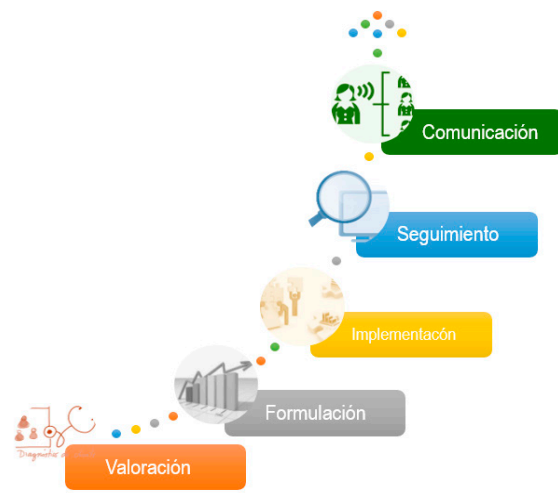 Comunicación
Seguimiento
Implementacón
Formulación
Valoración